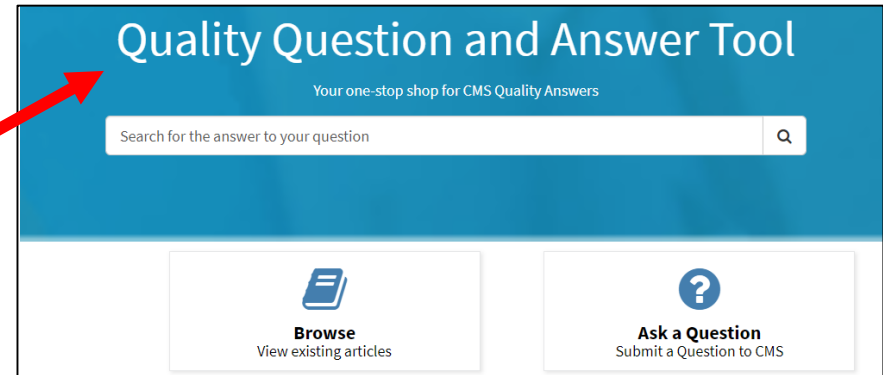 Quality Question and Answer Tool
Your one-stop shop for CMS Quality Answers
Search for the answer to your question
Browse
View existing articles
Ask a Question
Submit a Question to CMS